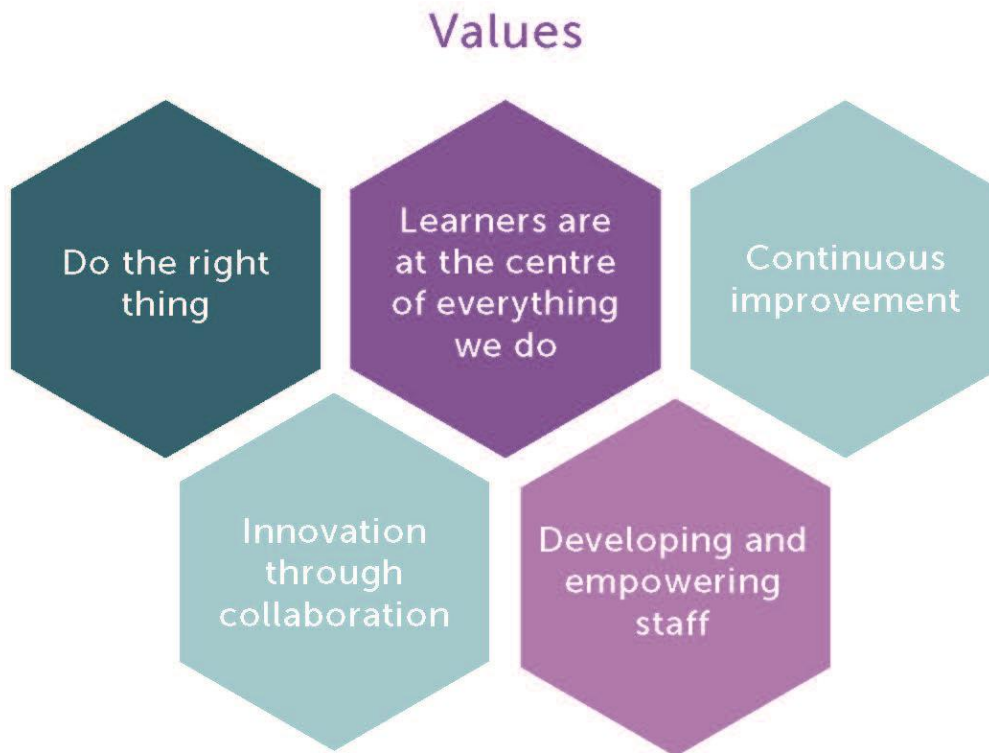 Values
Do the right
thing
Learners are
at the centre
of everything
we do
Continuous
improvement
Innovation
through
collaboration
Developing and
empowering
staff